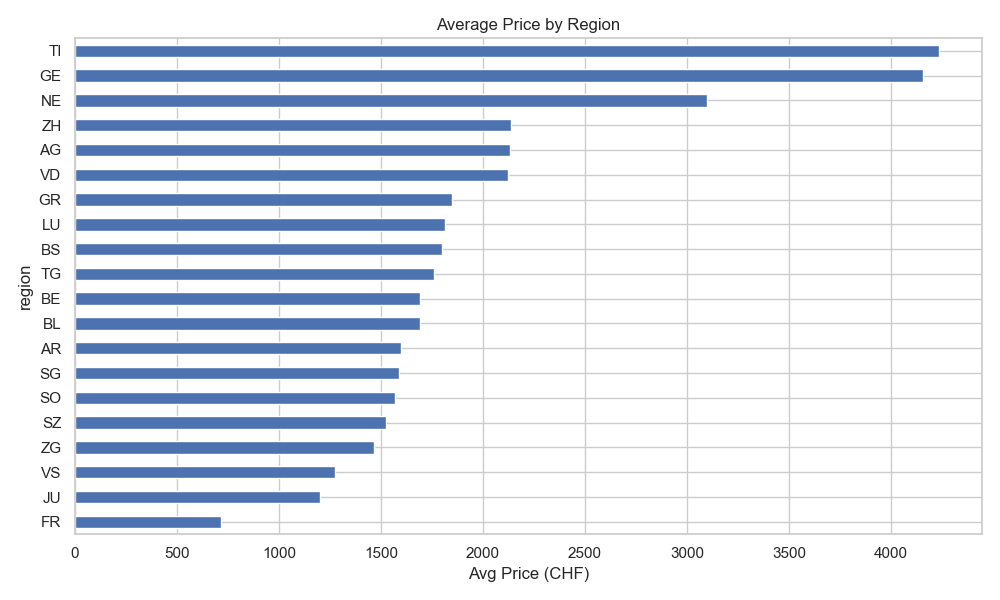 Average Price by Region
TI
GE
NE
ZH
AG
VD
GR
LU
BS
TG
BE
BL
AR
SG
SO
SZ
ZG
VS
JU
FR
region
0 500 1000 1500 2000 2500 3000 3500 4000
Avg Price (CHF)